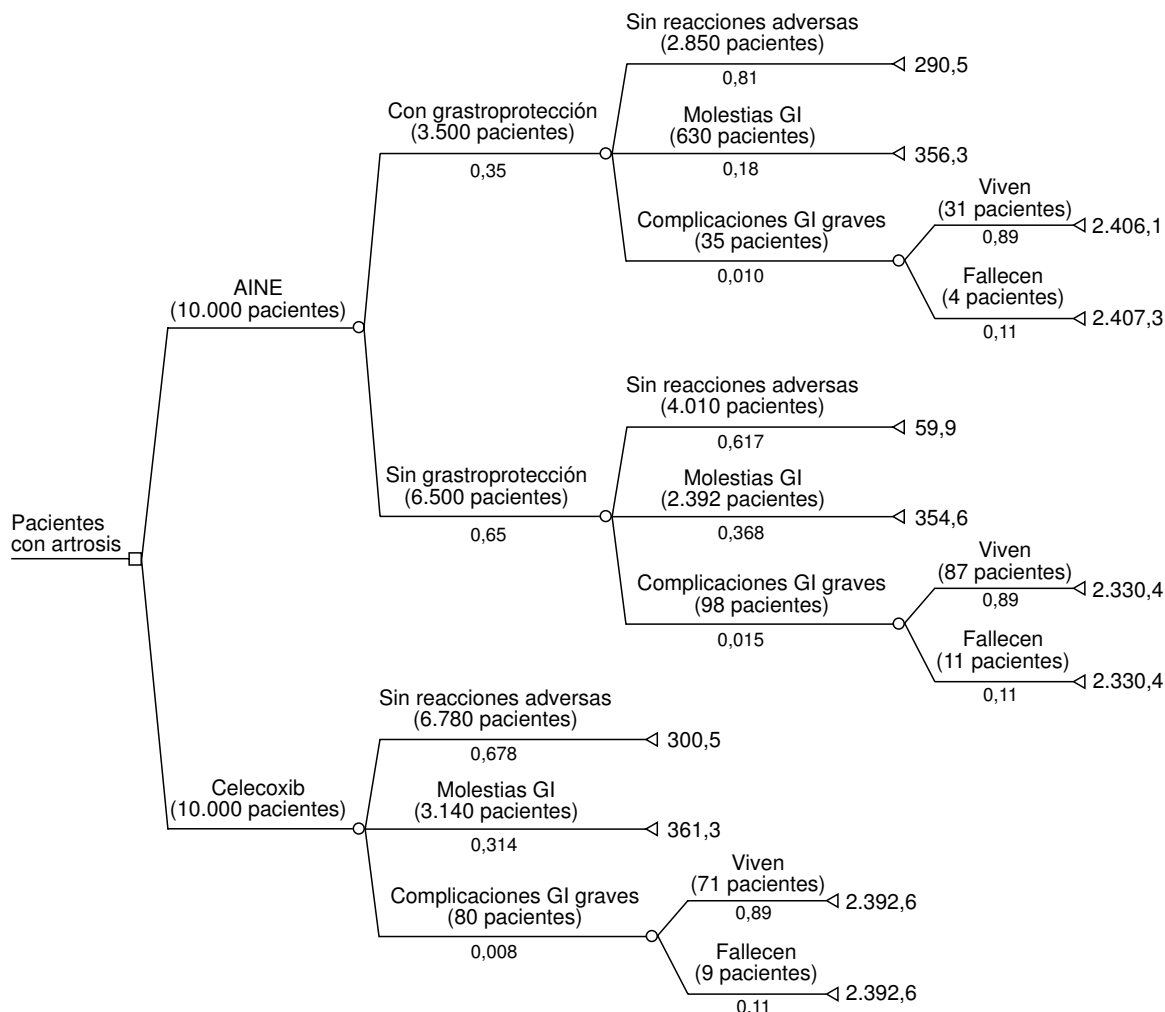 Sin reacciones adversas
(2.850 pacientes)
0,81
290,5
Con grastroprotección
(3.500 pacientes)
0,35
Molestias GI
(630 pacientes)
0,18
356,3
Complicaciones GI graves
(35 pacientes)
0,010
Viven
(31 pacientes)
0,89
2.406,1
Fallecen
(4 pacientes)
0,11
2.407,3
AINE
(10.000 pacientes)
Sin reacciones adversas
(4.010 pacientes)
0,617
59,9
Sin grastroprotección
(6.500 pacientes)
0,65
Molestias GI
(2.392 pacientes)
0,368
354,6
Complicaciones GI graves
(98 pacientes)
0,015
Viven
(87 pacientes)
0,89
2.330,4
Fallecen
(11 pacientes)
0,11
2.330,4
Pacientes
con artrosis
Sin reacciones adversas
(6.780 pacientes)
0,678
300,5
Celecoxib
(10.000 pacientes)
Molestias GI
(3.140 pacientes)
0,314
361,3
Complicaciones GI graves
(80 pacientes)
0,008
Viven
(71 pacientes)
0,89
2.392,6
Fallecen
(9 pacientes)
0,11
2.392,6